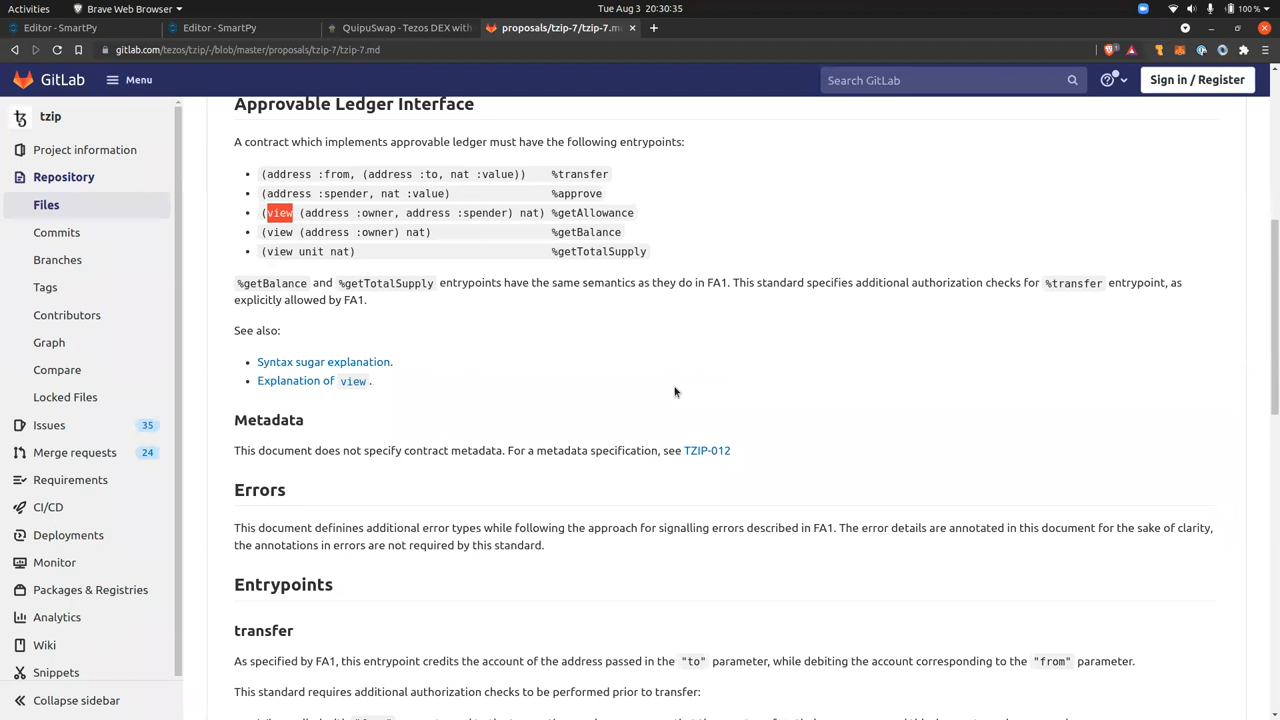 Activities
Brave Web Browser
Tue Aug 3 20:30:35
100 %
Editor - SmartPy
Editor - SmartPy
QuipuSwap - Tezos DEX with
proposals/tzip-7/tzip-7.m
gitlab.com/tezos/tzip/-/blob/master/proposals/tzip-7/tzip-7.md
GitLab
Menu
Search GitLab
Sign in / Register
tzip
Project information
Repository
Files
Commits
Branches
Tags
Contributors
Graph
Compare
Locked Files
Issues 35
Merge requests 24
Requirements
CI/CD
Deployments
Monitor
Packages & Registries
Analytics
Wiki
Snippets
Collapse sidebar
Approvable Ledger Interface
A contract which implements approvable ledger must have the following entrypoints:
• (address :from, (address :to, nat :value)) %transfer
• (address :spender, nat :value) %approve
• (view (address :owner, address :spender) nat) %getAllowance
• (view (address :owner) nat) %getBalance
• (view unit nat) %getTotalSupply
%getBalance and %getTotalSupply entrypoints have the same semantics as they do in FA1. This standard specifies additional authorization checks for %transfer entrypoint, as
explicitly allowed by FA1.
See also:
• Syntax sugar explanation.
• Explanation of view.
Metadata
This document does not specify contract metadata. For a metadata specification, see TZIP-012
Errors
This document definines additional error types while following the approach for signalling errors described in FA1. The error details are annotated in this document for the sake of clarity,
the annotations in errors are not required by this standard.
Entrypoints
transfer
As specified by FA1, this entrypoint credits the account of the address passed in the "to" parameter, while debiting the account corresponding to the "from" parameter.
This standard requires additional authorization checks to be performed prior to transfer: